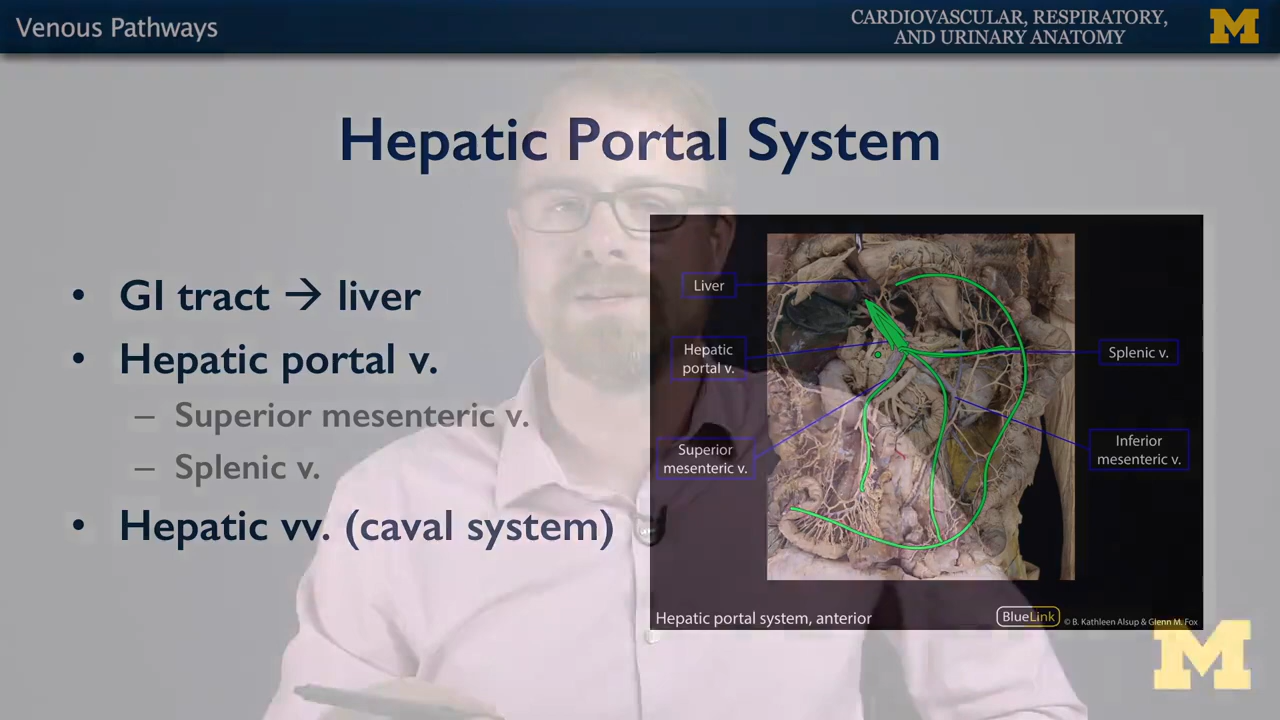 Venous Pathways
CARDIOVASCULAR, RESPIRATORY,
AND URINARY ANATOMY
M
Hepatic Portal System
• GI tract → liver
• Hepatic portal v.
– Superior mesenteric v.
– Splenic v.
• Hepatic vv. (caval system)
Liver
Hepatic
portal v.
Superior
mesenteric v.
Splenic v.
Inferior
mesenteric v.
Hepatic portal system, anterior
BlueLink
© B. Kathleen Alsup & Glenn M. Fox
M